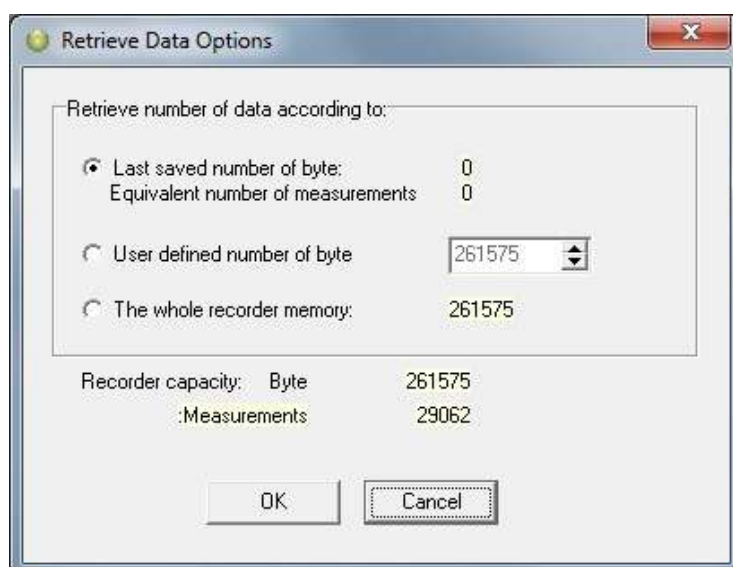 Retrieve Data Options
Retrieve number of data according to:
Last saved number of byte: 0
Equivalent number of measurements 0
User defined number of byte 261575
The whole recorder memory: 261575
Recorder capacity: Byte 261575
:Measurements 29062
OK Cancel